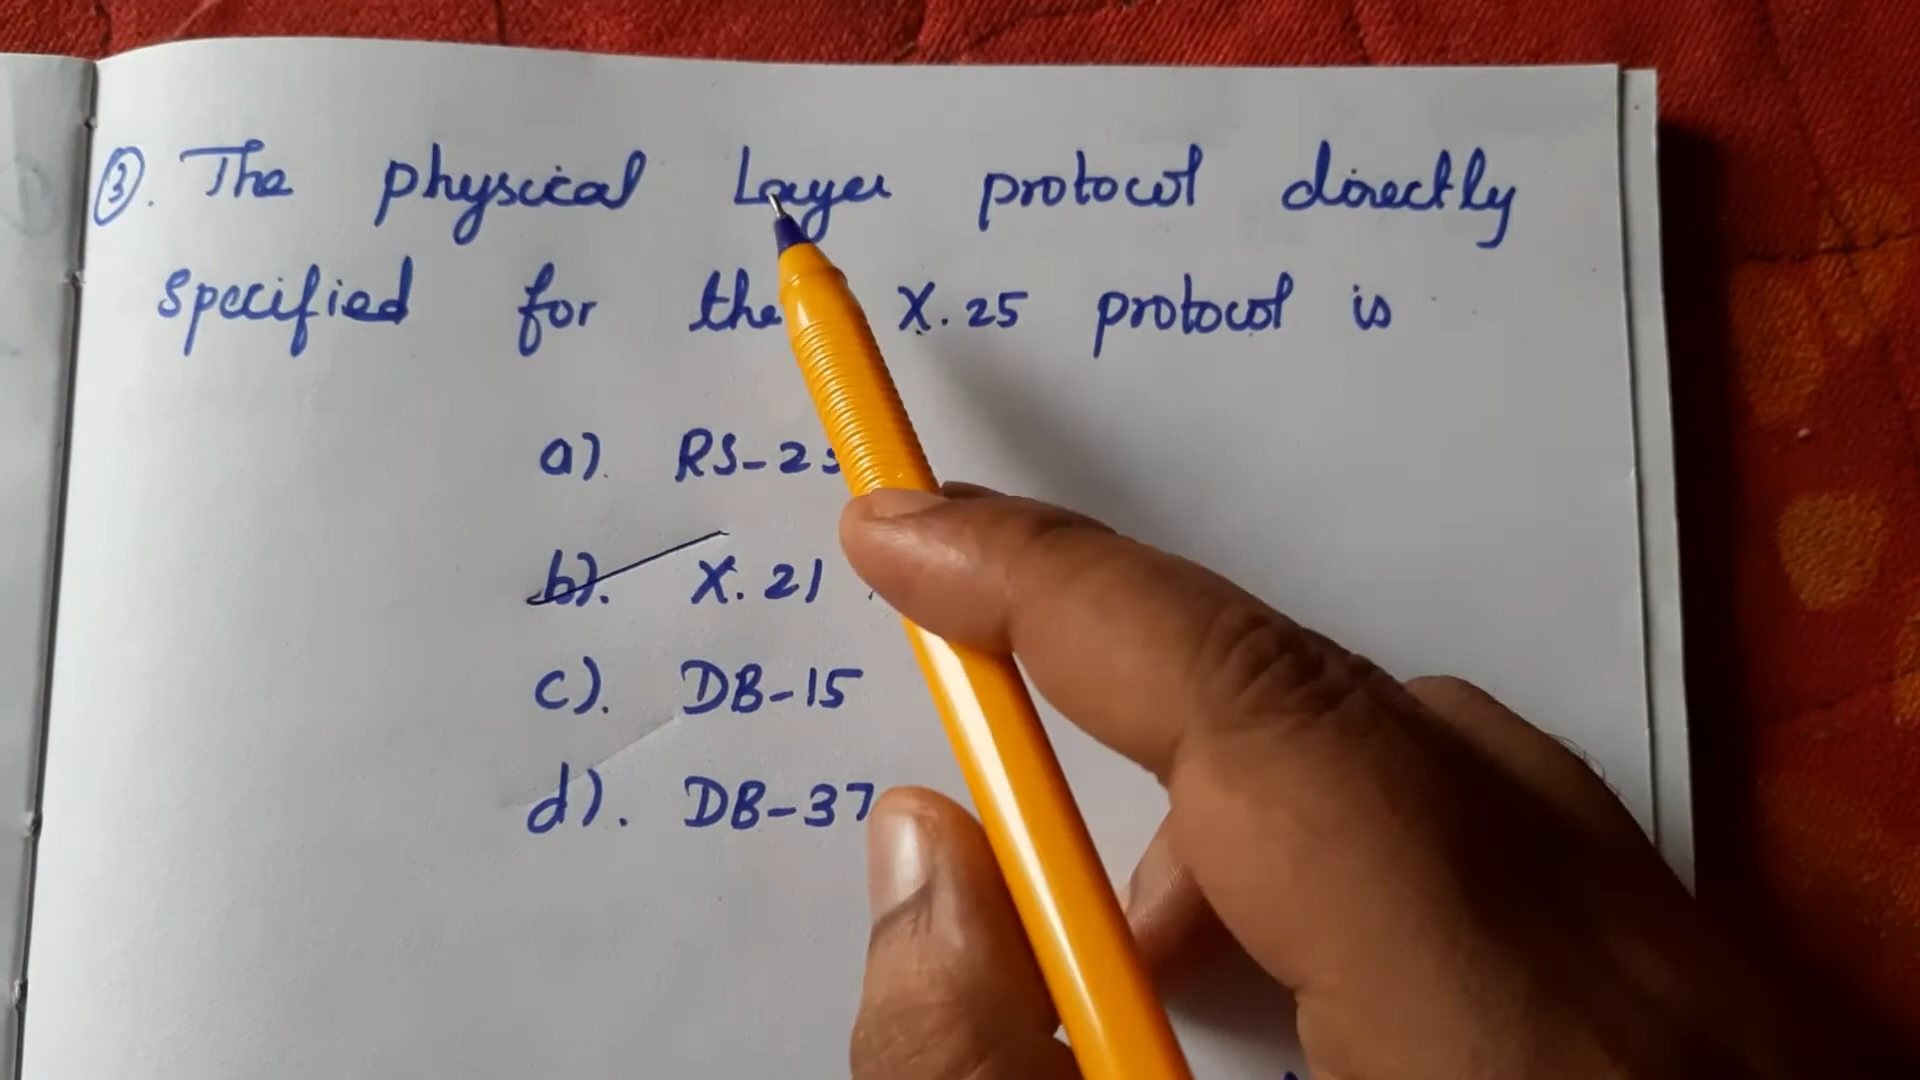 3. The physical Layer protocol directly
specified for the X.25 protocol is
a). RS-2
b). X.21
c). DB-15
d). DB-37